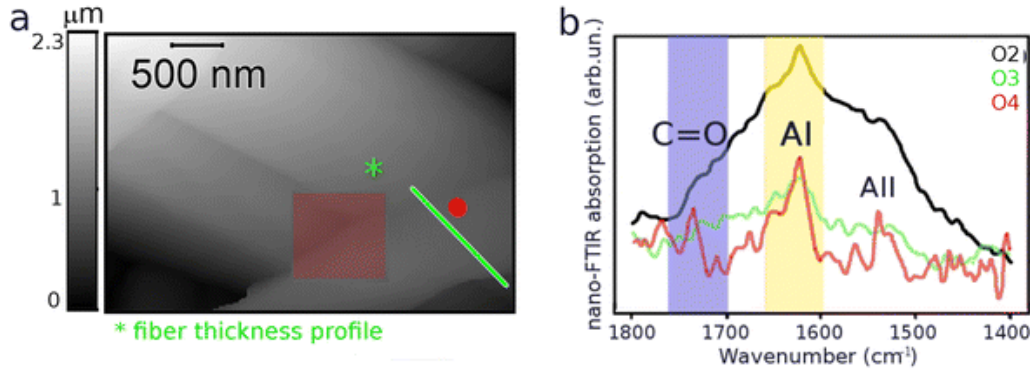 a
μm
2.3
1
0
500 nm
* fiber thickness profile
b
nano-FTIR absorption (arb.un.)
O2
O3
O4
C=O
AI
AII
1800
1700
1600
1500
1400
Wavenumber (cm-1)